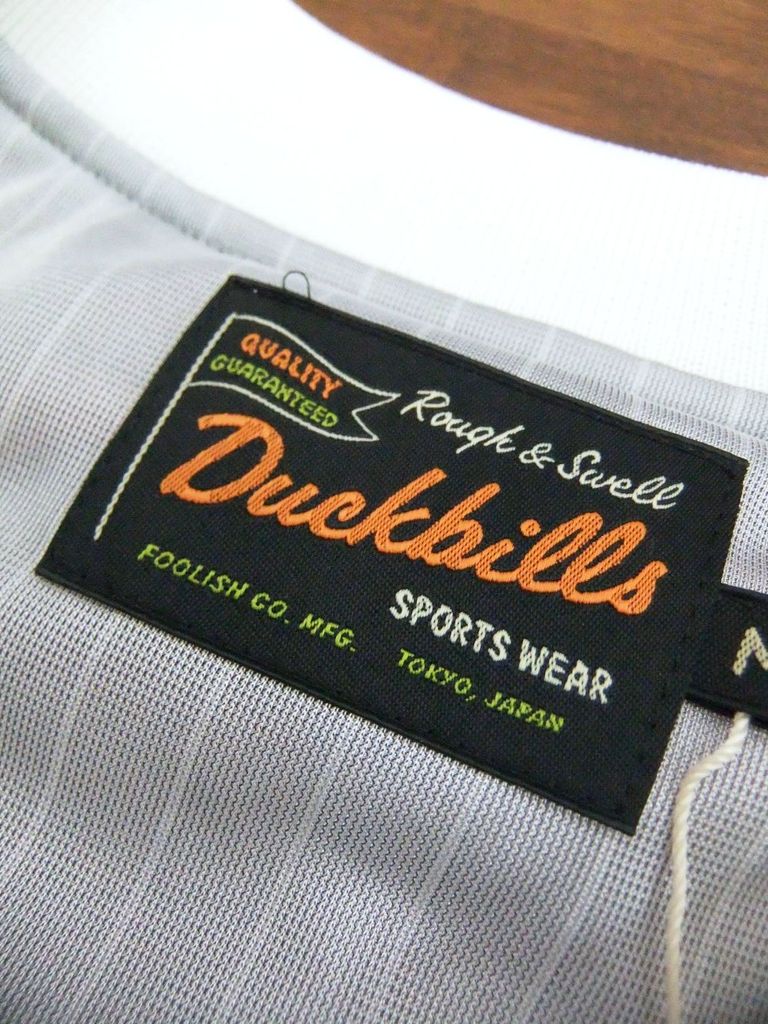 QUALITY
GUARANTEED
Rough & Swell
Duckbills
SPORTS WEAR
FOOLISH CO. MFG. TOKYO, JAPAN